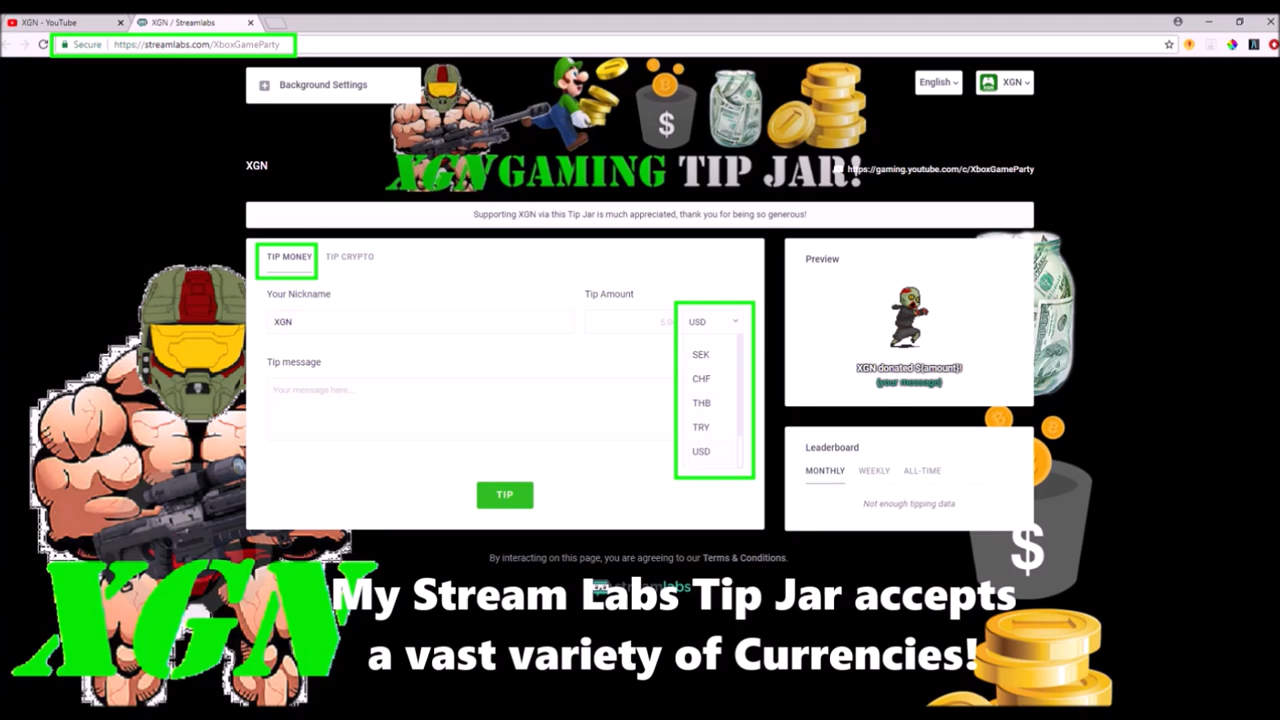 XGN - YouTube
XGN / Streamlabs
Secure
https://streamlabs.com/XboxGameParty
Background Settings
English
XGN
$
XGN
XGN GAMING TIP JAR!
https://gaming.youtube.com/c/XboxGameParty
Supporting XGN via this Tip Jar is much appreciated, thank you for being so generous!
TIP MONEY
TIP CRYPTO
Your Nickname
Tip Amount
XGN
5.00
USD
SEK
CHF
THB
TRY
USD
Tip message
Your message here...
TIP
Preview
XGN donated ${amount}!
{your message}
Leaderboard
MONTHLY
WEEKLY
ALL-TIME
Not enough tipping data
By interacting on this page, you are agreeing to our Terms & Conditions.
streamlabs
$
XGN
My Stream Labs Tip Jar accepts
a vast variety of Currencies!